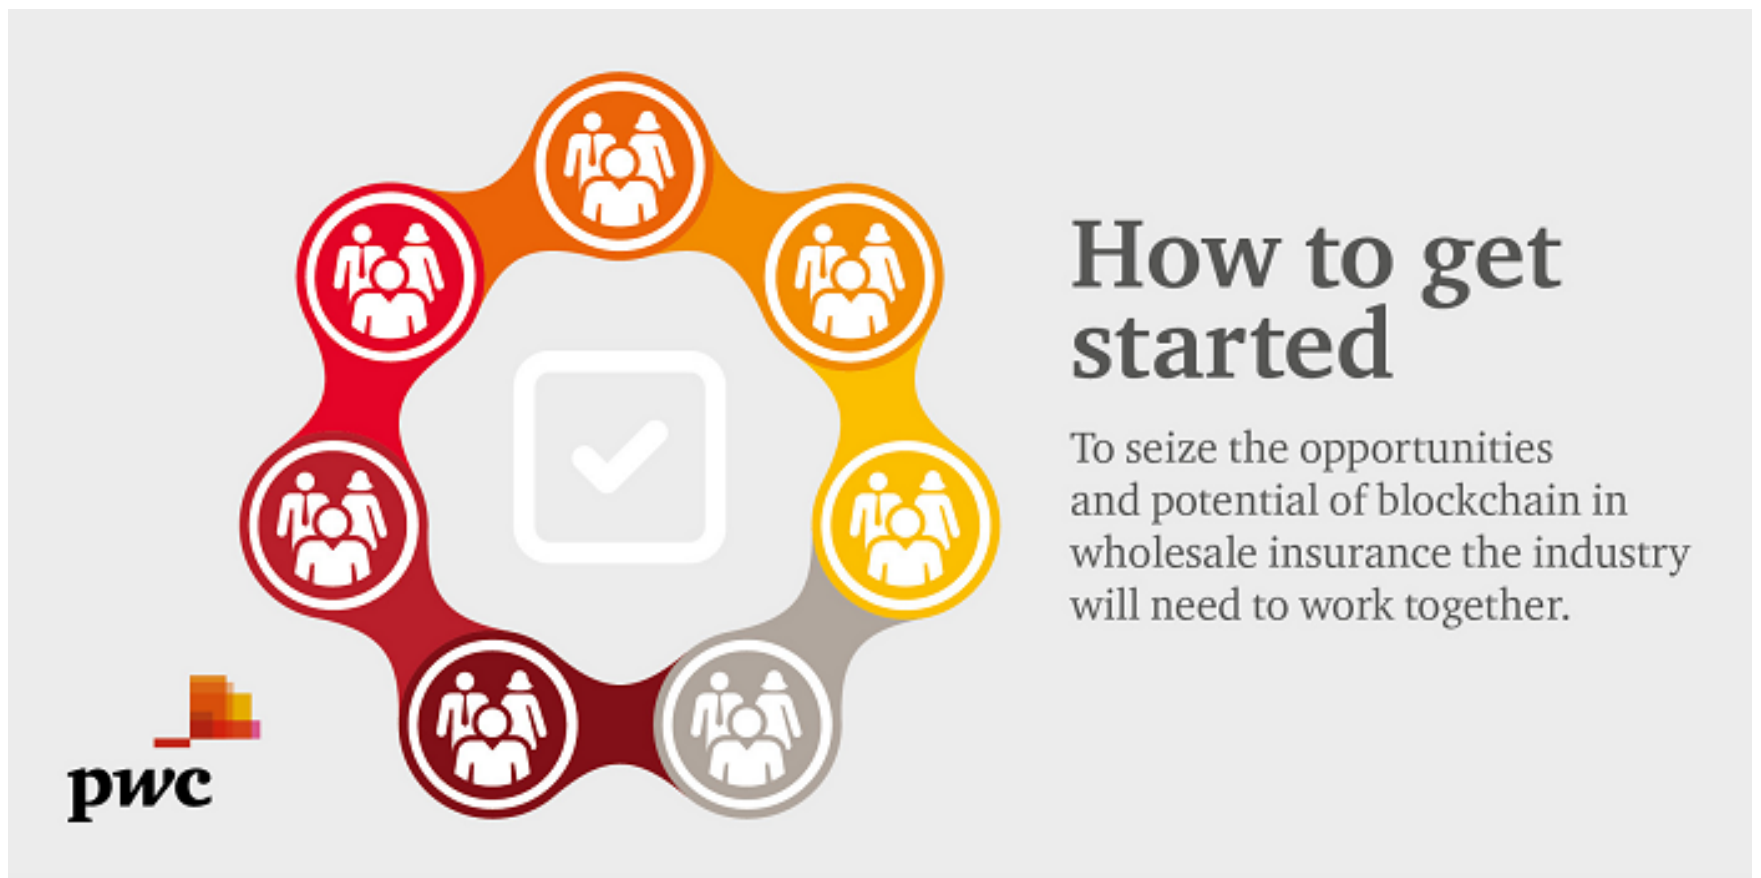 How to get
started
To seize the opportunities
and potential of blockchain in
wholesale insurance the industry
will need to work together.
pwc